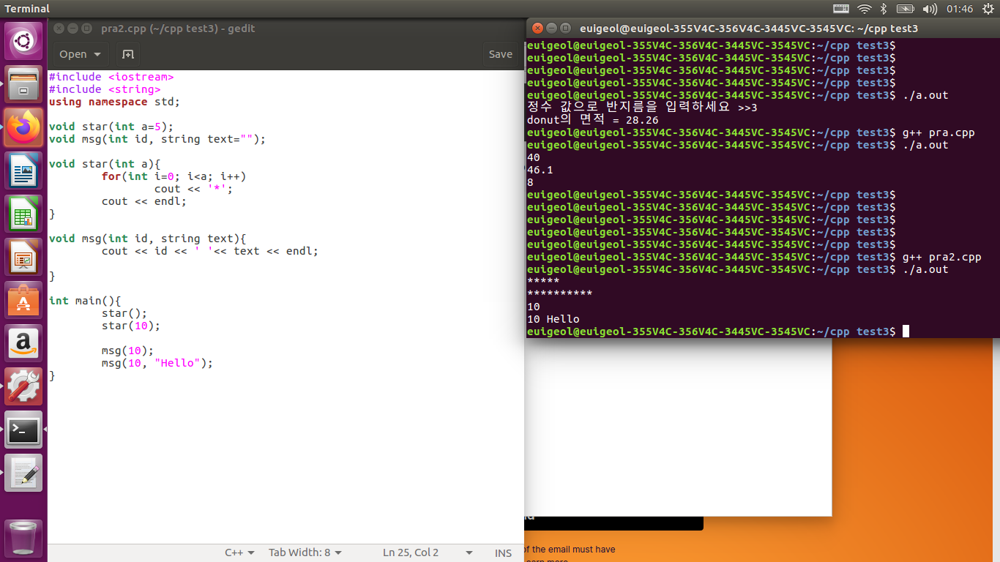 Terminal
01:46
pra2.cpp (~/cpp test3) - gedit
Open
Save
#include <iostream>
#include <string>
using namespace std;
void star(int a=5);
void msg(int id, string text="");
void star(int a){
for(int i=0; i<a; i++)
cout << '*';
cout << endl;
}
void msg(int id, string text){
cout << id << ' '<< text << endl;
}
int main(){
star();
star(10);
msg(10);
msg(10, "Hello");
}
C++
Tab Width: 8
Ln 25, Col 2
INS
euigeol@euigeol-355V4C-356V4C-3445VC-3545VC: ~/cpp test3
euigeol@euigeol-355V4C-356V4C-3445VC-3545VC:~/cpp test3$
euigeol@euigeol-355V4C-356V4C-3445VC-3545VC:~/cpp test3$
euigeol@euigeol-355V4C-356V4C-3445VC-3545VC:~/cpp test3$
euigeol@euigeol-355V4C-356V4C-3445VC-3545VC:~/cpp test3$
euigeol@euigeol-355V4C-356V4C-3445VC-3545VC:~/cpp test3$ ./a.out
정수 값으로 반지름을 입력하세요 >>3
donut의 면적 = 28.26
euigeol@euigeol-355V4C-356V4C-3445VC-3545VC:~/cpp test3$ g++ pra.cpp
euigeol@euigeol-355V4C-356V4C-3445VC-3545VC:~/cpp test3$ ./a.out
40
46.1
8
euigeol@euigeol-355V4C-356V4C-3445VC-3545VC:~/cpp test3$
euigeol@euigeol-355V4C-356V4C-3445VC-3545VC:~/cpp test3$
euigeol@euigeol-355V4C-356V4C-3445VC-3545VC:~/cpp test3$
euigeol@euigeol-355V4C-356V4C-3445VC-3545VC:~/cpp test3$
euigeol@euigeol-355V4C-356V4C-3445VC-3545VC:~/cpp test3$
euigeol@euigeol-355V4C-356V4C-3445VC-3545VC:~/cpp test3$ g++ pra2.cpp
euigeol@euigeol-355V4C-356V4C-3445VC-3545VC:~/cpp test3$ ./a.out
*****
**********
10
10 Hello
euigeol@euigeol-355V4C-356V4C-3445VC-3545VC:~/cpp test3$
of the email must have